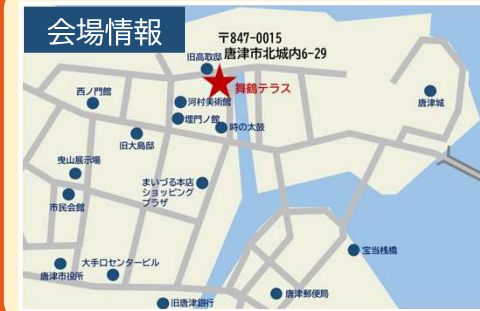 会場情報
〒847-0015
唐津市北城内6-29
旧高取邸
舞鶴テラス
西ノ門館
河村美術館
唐津城
埋門ノ館
時の太鼓
旧大島邸
曳山展示場
まいづる本店
ショッピング
プラザ
市民会館
宝当桟橋
大手口センタービル
唐津市役所
唐津郵便局
旧唐津銀行